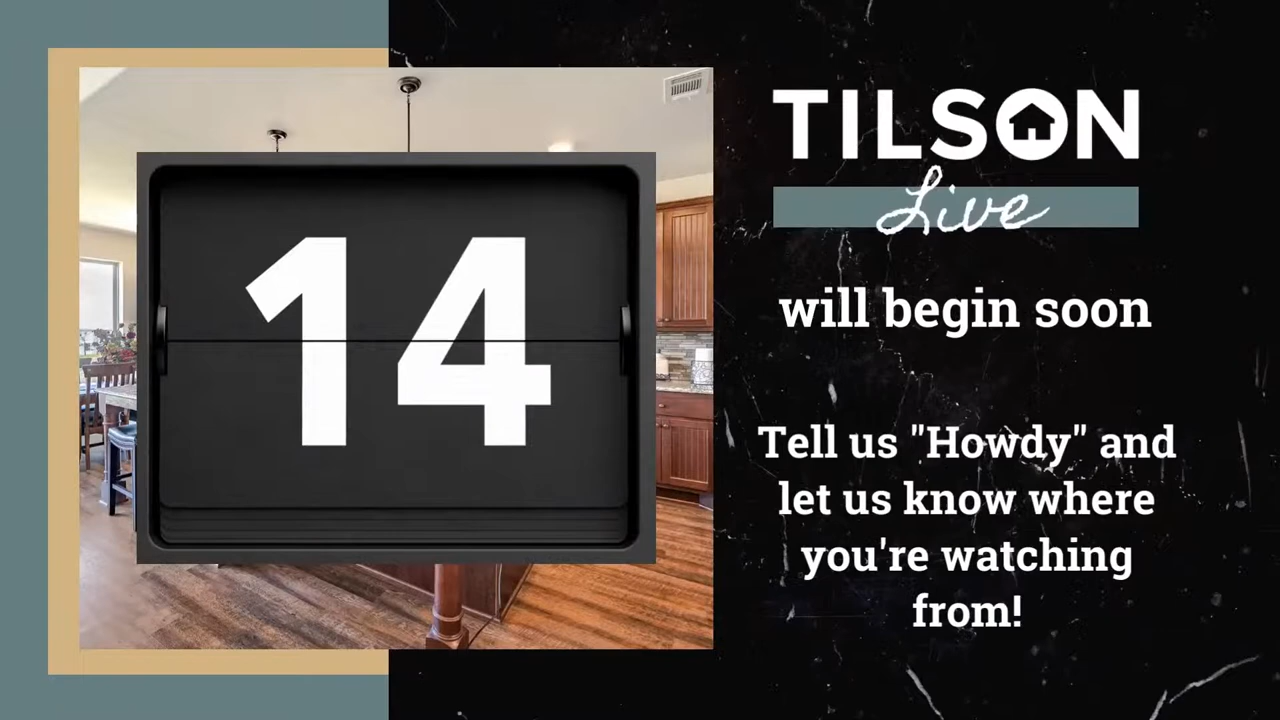 14
TILSON
Live
will begin soon
Tell us "Howdy" and
let us know where
you're watching
from!